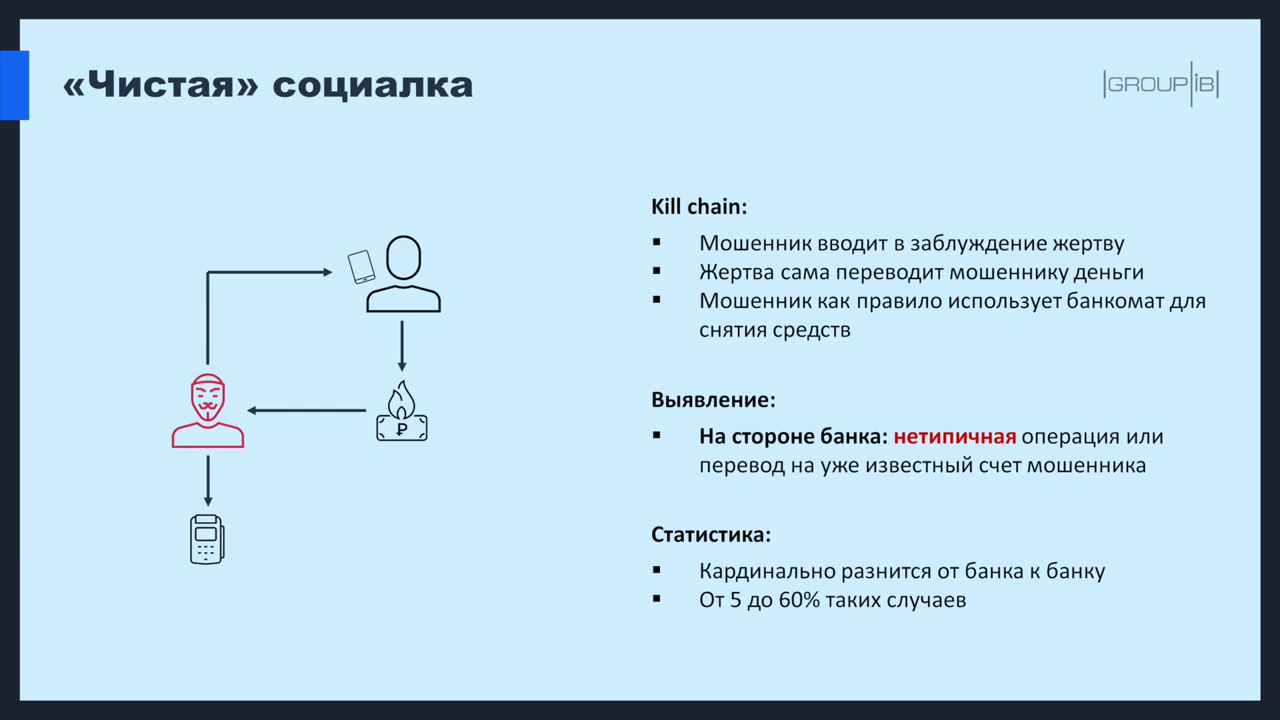 «Чистая» социалка
|GROUP|iB|
Kill chain:
▪ Мошенник вводит в заблуждение жертву
▪ Жертва сама переводит мошеннику деньги
▪ Мошенник как правило использует банкомат для
снятия средств
₽
Выявление:
▪ На стороне банка: нетипичная операция или
перевод на уже известный счет мошенника
Статистика:
▪ Кардинально разнится от банка к банку
▪ От 5 до 60% таких случаев